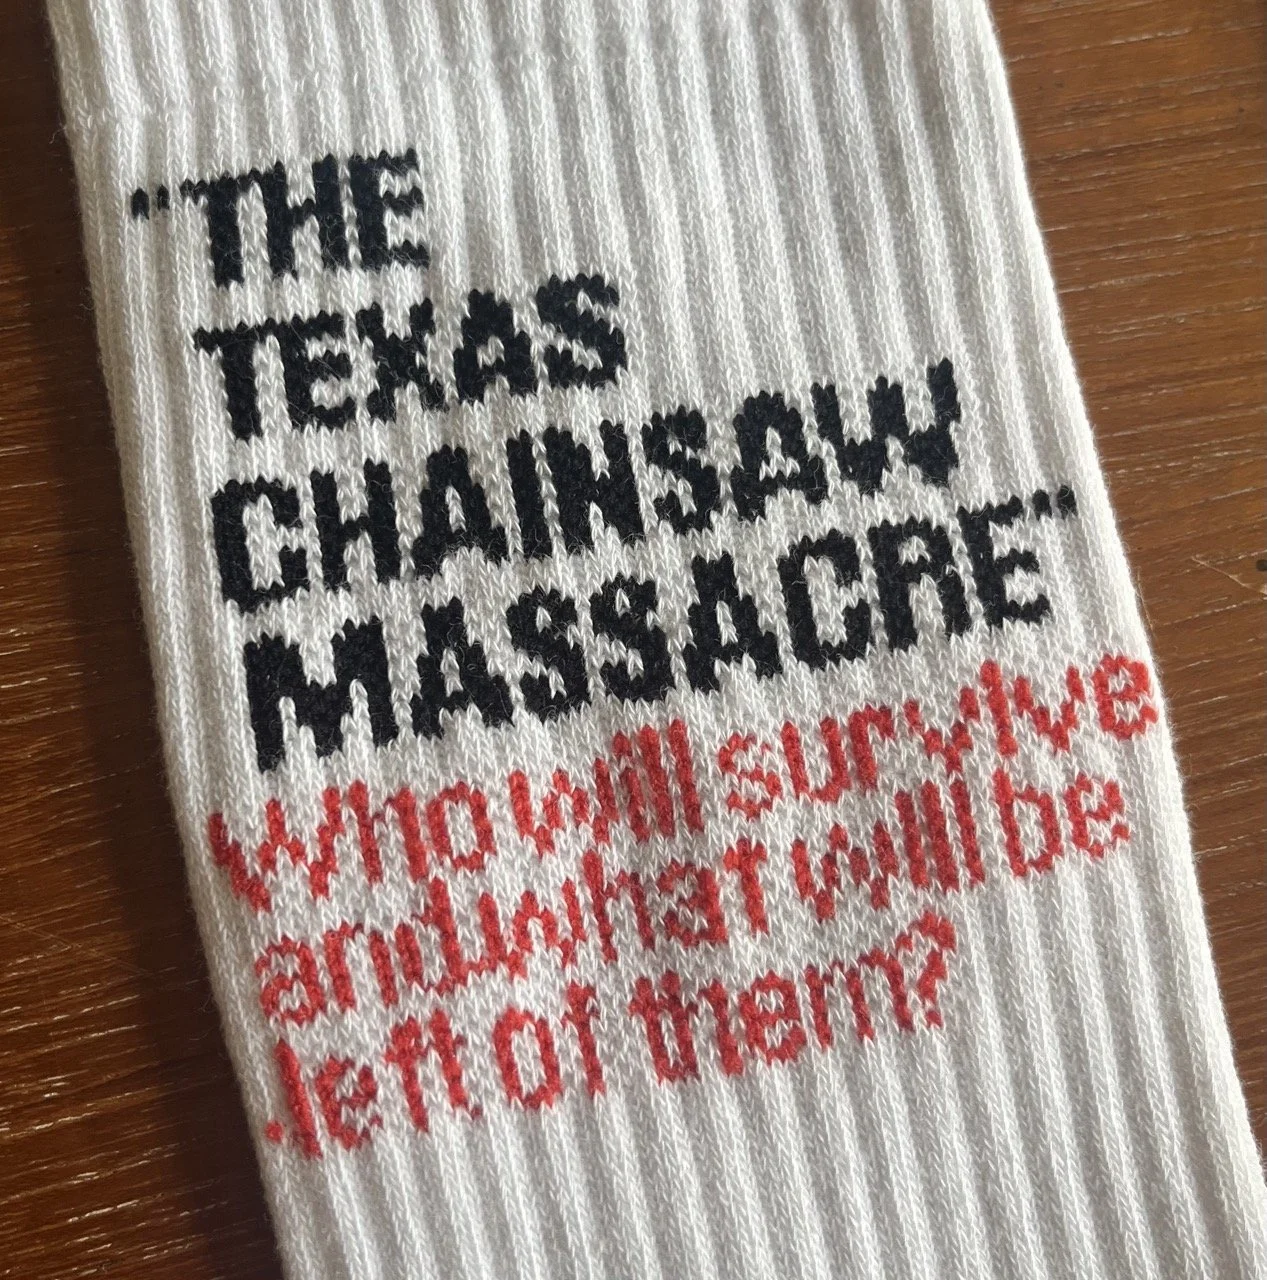 "THE
TEXAS
CHAINSAW
MASSACRE"
Who will survive
and what will be
left of them?